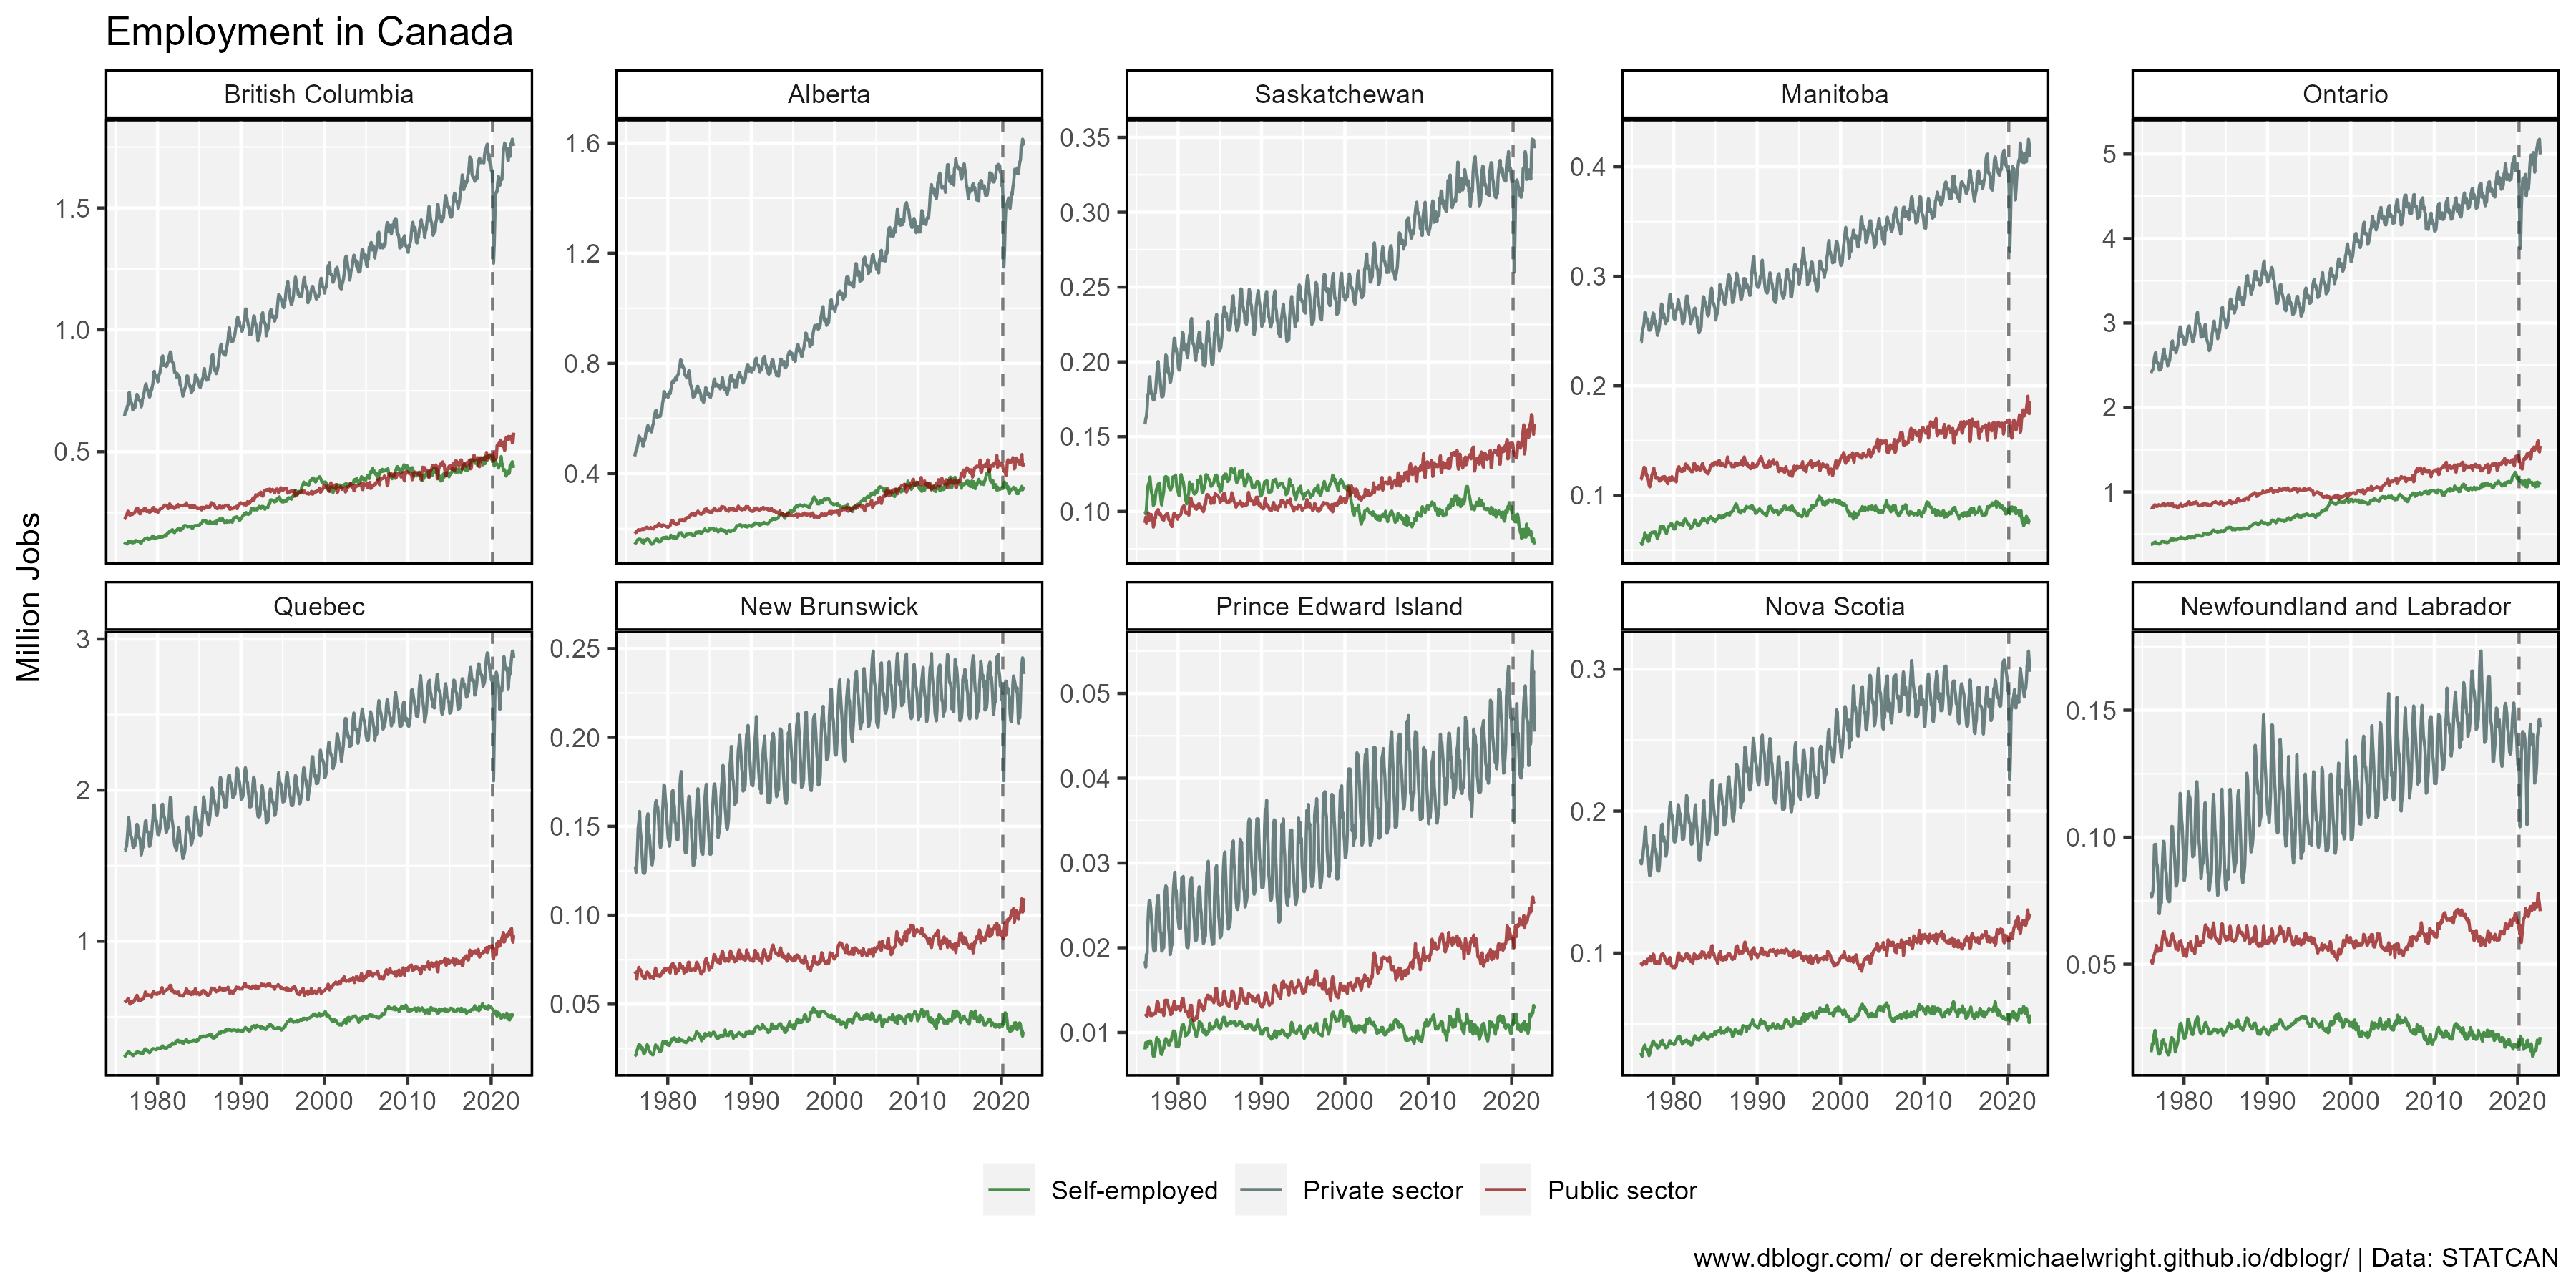 Employment in Canada
British Columbia
Alberta
Saskatchewan
Manitoba
Ontario
Million Jobs
1.5
1.0
0.5
1.6
1.2
0.8
0.4
0.35
0.30
0.25
0.20
0.15
0.10
0.4
0.3
0.2
0.1
5
4
3
2
1
Quebec
New Brunswick
Prince Edward Island
Nova Scotia
Newfoundland and Labrador
3
2
1
0.25
0.20
0.15
0.10
0.05
0.05
0.04
0.03
0.02
0.01
0.3
0.2
0.1
0.15
0.10
0.05
1980 1990 2000 2010 2020
1980 1990 2000 2010 2020
1980 1990 2000 2010 2020
1980 1990 2000 2010 2020
1980 1990 2000 2010 2020
Self-employed
Private sector
Public sector
www.dblogr.com/ or derekmichaelwright.github.io/dblogr/ | Data: STATCAN